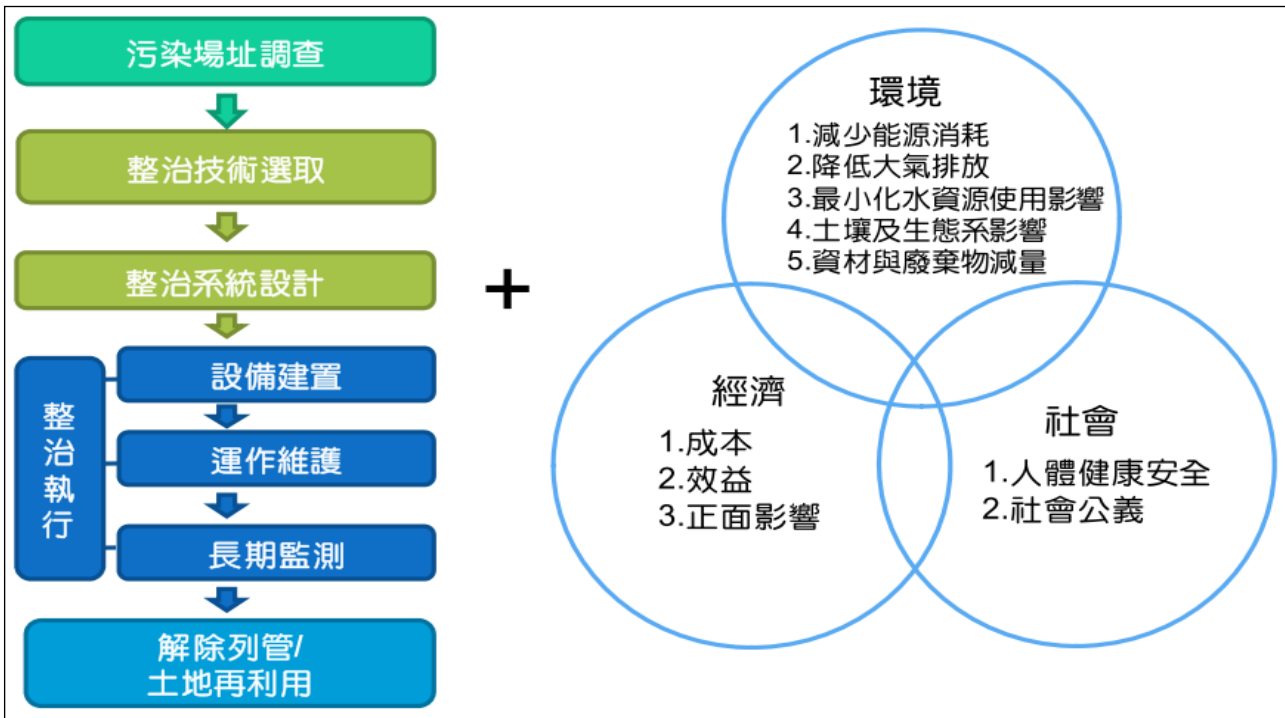 污染場址調查
整治技術選取
整治系統設計
整治執行
設備建置
運作維護
長期監測
解除列管/
土地再利用
+
環境
1.減少能源消耗
2.降低大氣排放
3.最小化水資源使用影響
4.土壤及生態系影響
5.資材與廢棄物減量
經濟
1.成本
2.效益
3.正面影響
社會
1.人體健康安全
2.社會公義